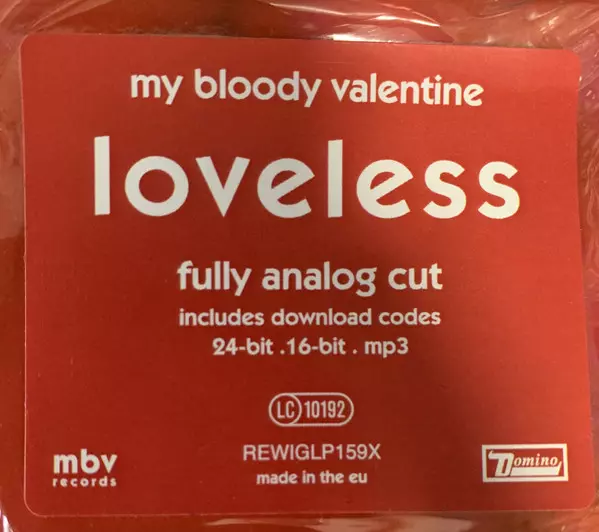 my bloody valentine
loveless
fully analog cut
includes download codes
24-bit .16-bit . mp3
LC 10192
REWIGLP159X
made in the eu
mbv
records
Domino